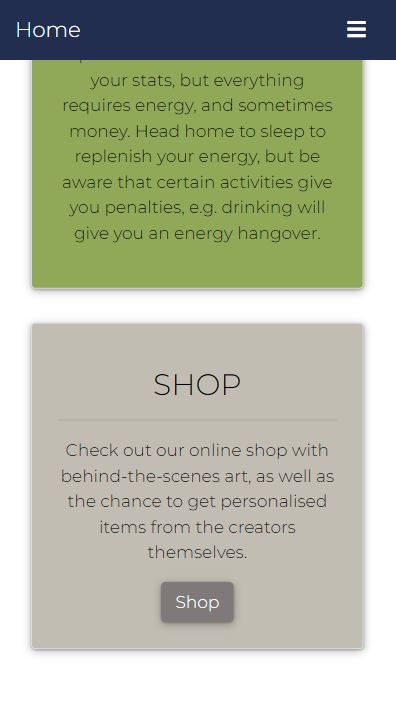 Home
your stats, but everything
requires energy, and sometimes
money. Head home to sleep to
replenish your energy, but be
aware that certain activities give
you penalties, e.g. drinking will
give you an energy hangover.
SHOP
Check out our online shop with
behind-the-scenes art, as well as
the chance to get personalised
items from the creators
themselves.
Shop